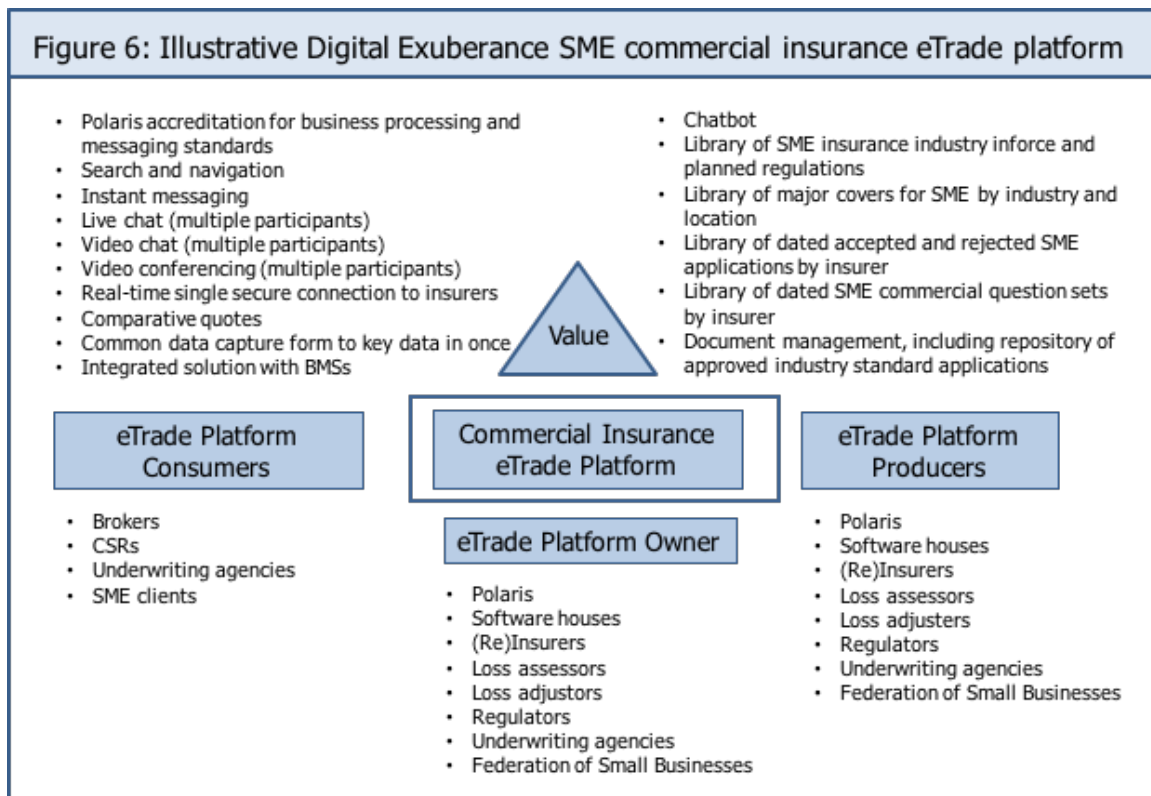 Figure 6: Illustrative Digital Exuberance SME commercial insurance eTrade platform
• Polaris accreditation for business processing and
messaging standards
• Search and navigation
• Instant messaging
• Live chat (multiple participants)
• Video chat (multiple participants)
• Video conferencing (multiple participants)
• Real-time single secure connection to insurers
• Comparative quotes
• Common data capture form to key data in once
• Integrated solution with BMSs
• Chatbot
• Library of SME insurance industry inforce and
planned regulations
• Library of major covers for SME by industry and
location
• Library of dated accepted and rejected SME
applications by insurer
• Library of dated SME commercial question sets
by insurer
• Document management, including repository of
approved industry standard applications
Value
eTrade Platform
Consumers
• Brokers
• CSRs
• Underwriting agencies
• SME clients
Commercial Insurance
eTrade Platform
eTrade Platform Owner
• Polaris
• Software houses
• (Re)Insurers
• Loss assessors
• Loss adjustors
• Regulators
• Underwriting agencies
• Federation of Small Businesses
eTrade Platform
Producers
• Polaris
• Software houses
• (Re)Insurers
• Loss assessors
• Loss adjusters
• Regulators
• Underwriting agencies
• Federation of Small Businesses